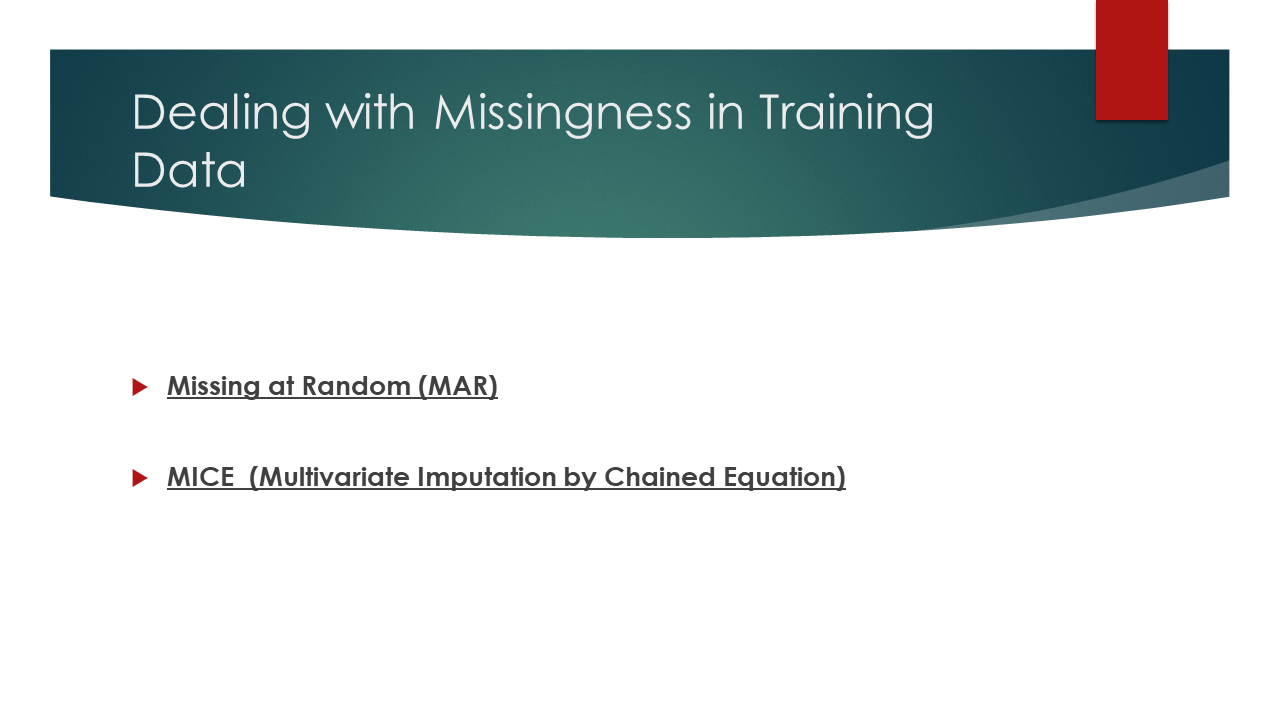 Dealing with Missingness in Training
Data
Missing at Random (MAR)
MICE  (Multivariate Imputation by Chained Equation)